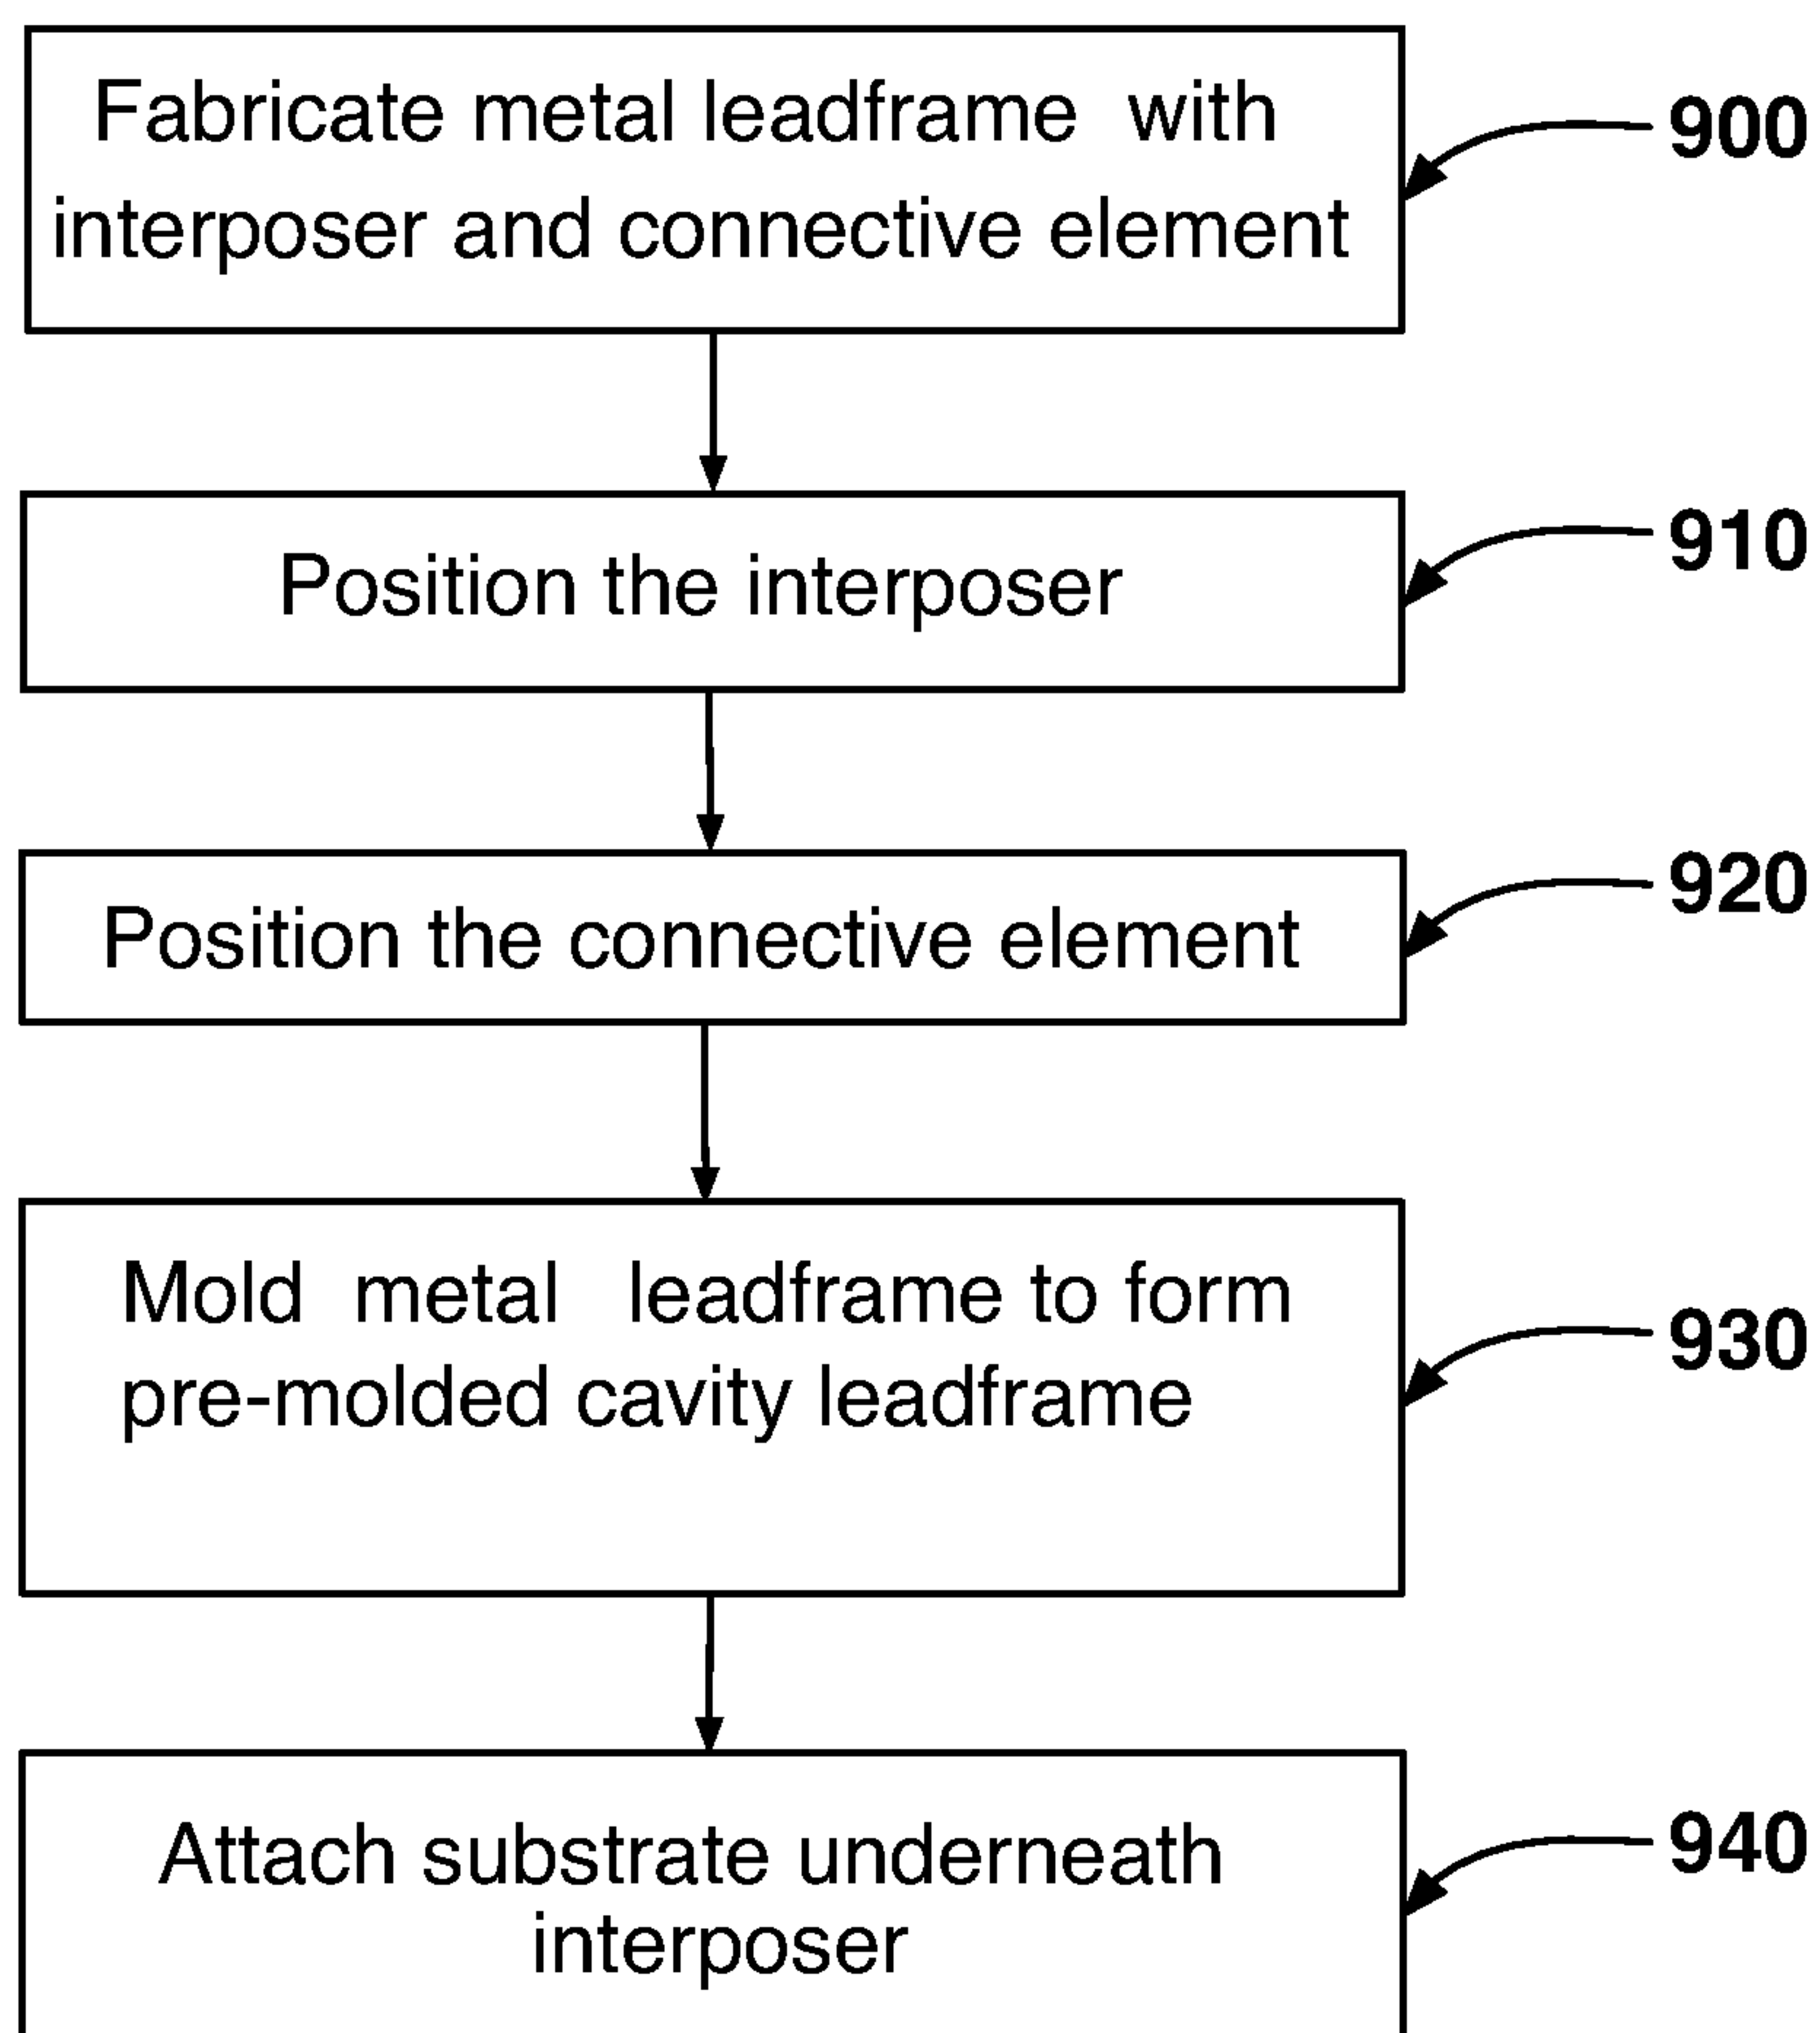 Fabricate metal leadframe with
interposer and connective element
900
Position the interposer
910
Position the connective element
920
Mold metal leadframe to form
pre-molded cavity leadframe
930
Attach substrate underneath
interposer
940